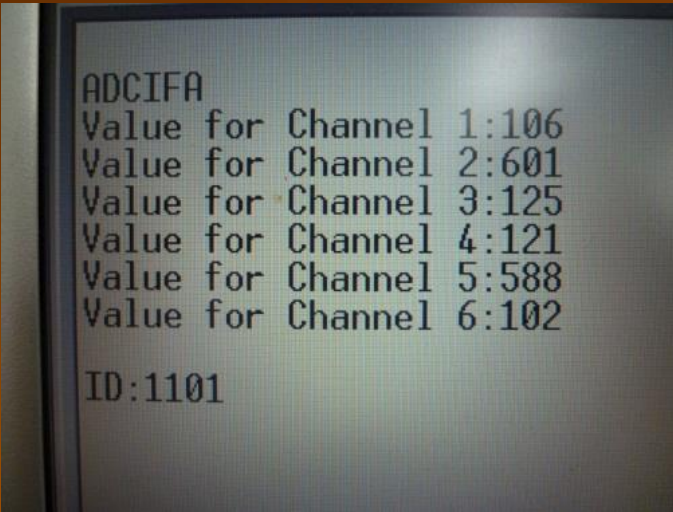 ADCIFA
Value for Channel 1:106
Value for Channel 2:601
Value for Channel 3:125
Value for Channel 4:121
Value for Channel 5:588
Value for Channel 6:102
ID:1101